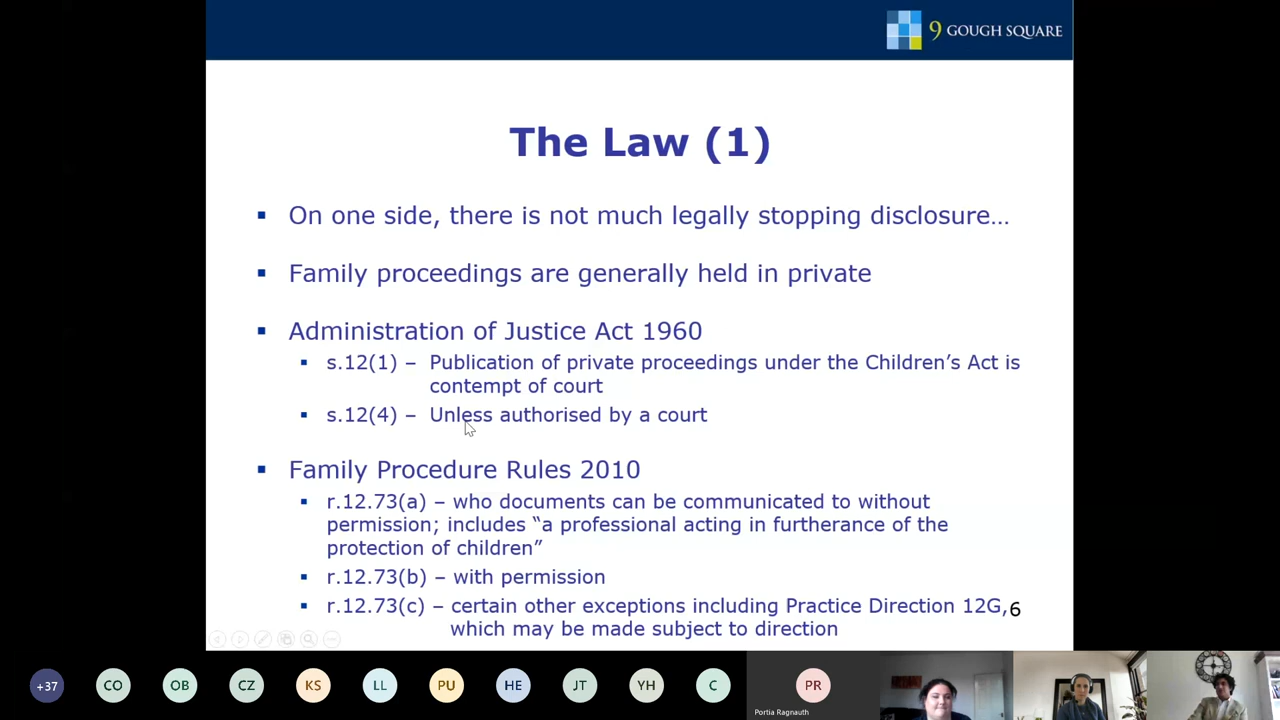 9 GOUGH SQUARE
The Law (1)
On one side, there is not much legally stopping disclosure…
Family proceedings are generally held in private
Administration of Justice Act 1960
s.12(1) – Publication of private proceedings under the Children's Act is
contempt of court
s.12(4) – Unless authorised by a court
Family Procedure Rules 2010
r.12.73(a) – who documents can be communicated to without
permission; includes “a professional acting in furtherance of the
protection of children”
r.12.73(b) – with permission
r.12.73(c) – certain other exceptions including Practice Direction 12G,
which may be made subject to direction
6
+37 CO OB CZ KS LL PU HE JT YH C PR
Portia Ragnauth